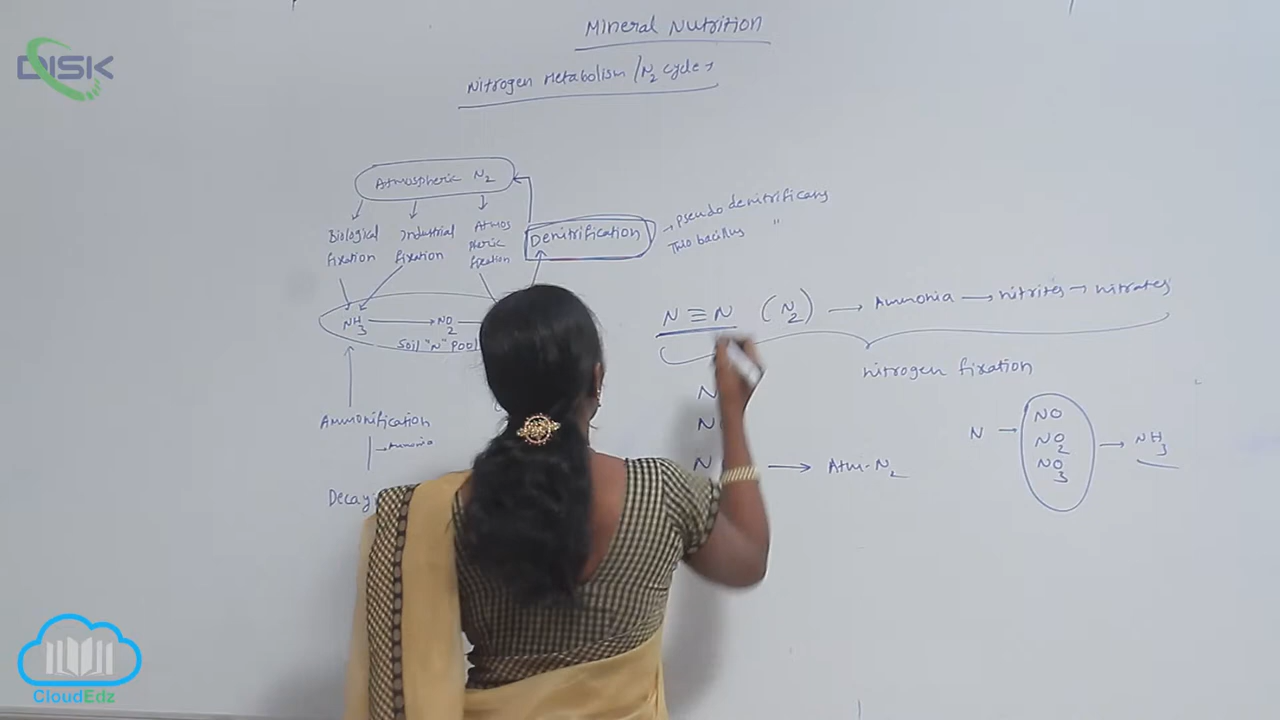 DISK
Mineral Nutrition
Nitrogen Metabolism / N2 cycle →
Atmospheric N2
Biological fixation
Industrial fixation
Atmos pheric fixation
Denitrification
→ pseudo denitrificans
Thio bacillus "
NH3 → NO2
Soil "N" Pool
N ≡ N (N2) → Ammonia → nitrites → nitrates
nitrogen fixation
Ammonification
→ Ammonia
N
N
N → Atm-N2
N → NO
NO2
NO3
→ NH3
CloudEdz